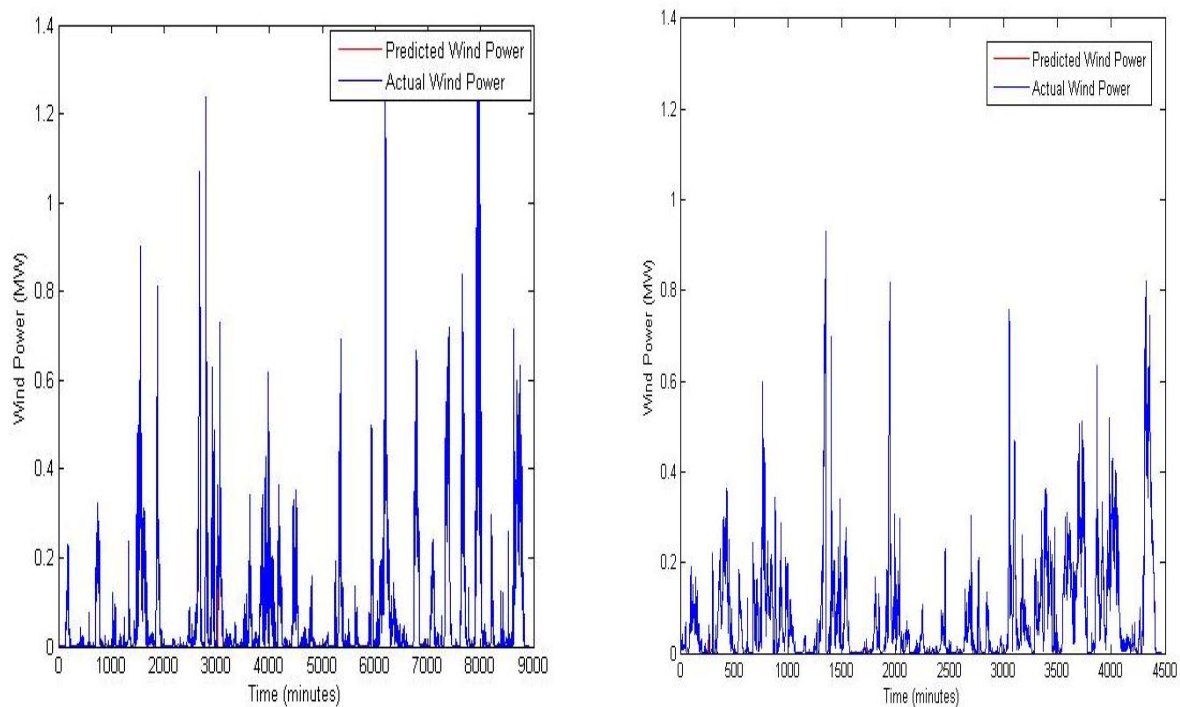 1.4
1.2
1
0.8
0.6
0.4
0.2
0
Wind Power (MW)
Predicted Wind Power
Actual Wind Power
0 1000 2000 3000 4000 5000 6000 7000 8000 9000
Time (minutes)
1.4
1.2
1
0.8
0.6
0.4
0.2
0
Wind Power (MW)
Predicted Wind Power
Actual Wind Power
0 500 1000 1500 2000 2500 3000 3500 4000 4500
Time (minutes)